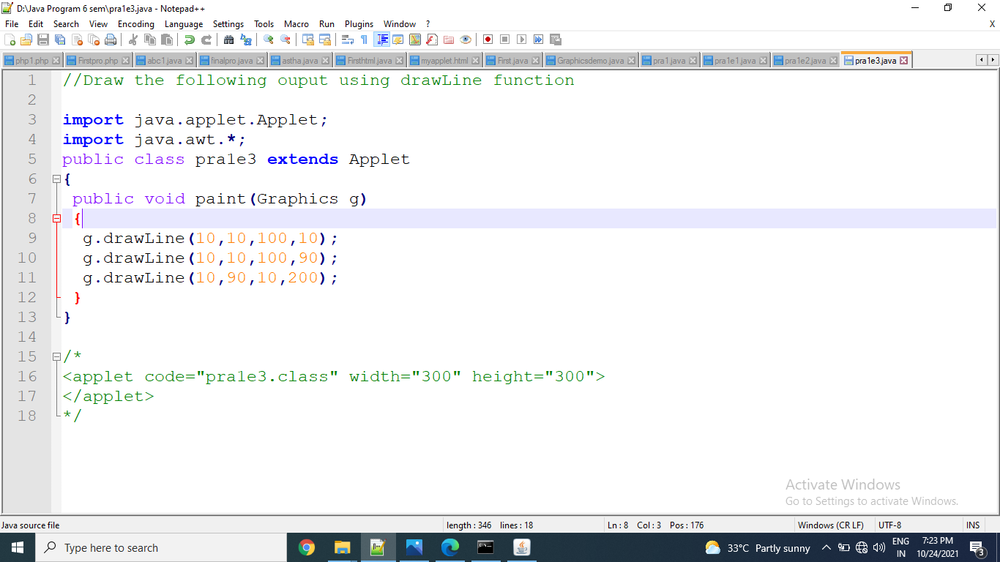 D:\Java Program 6 sem\pra1e3.java - Notepad++
File Edit Search View Encoding Language Settings Tools Macro Run Plugins Window ? X
php1.php Firstpro.php abc1.java finalpro.java astha.java Firsthtml.java myapplet.html First.java Graphicsdemo.java pra1.java pra1e1.java pra1e2.java pra1e3.java
1 //Draw the following ouput using drawLine function
2
3 import java.applet.Applet;
4 import java.awt.*;
5 public class pra1e3 extends Applet
6 {
7 public void paint(Graphics g)
8 {
9 g.drawLine(10,10,100,10);
10 g.drawLine(10,10,100,90);
11 g.drawLine(10,90,10,200);
12 }
13 }
14
15 /*
16 <applet code="pra1e3.class" width="300" height="300">
17 </applet>
18 */
Activate Windows
Go to Settings to activate Windows.
Java source file length : 346 lines : 18 Ln : 8 Col : 3 Pos : 176 Windows (CR LF) UTF-8 INS
Type here to search 33°C Partly sunny ENG IN 7:23 PM 10/24/2021 3